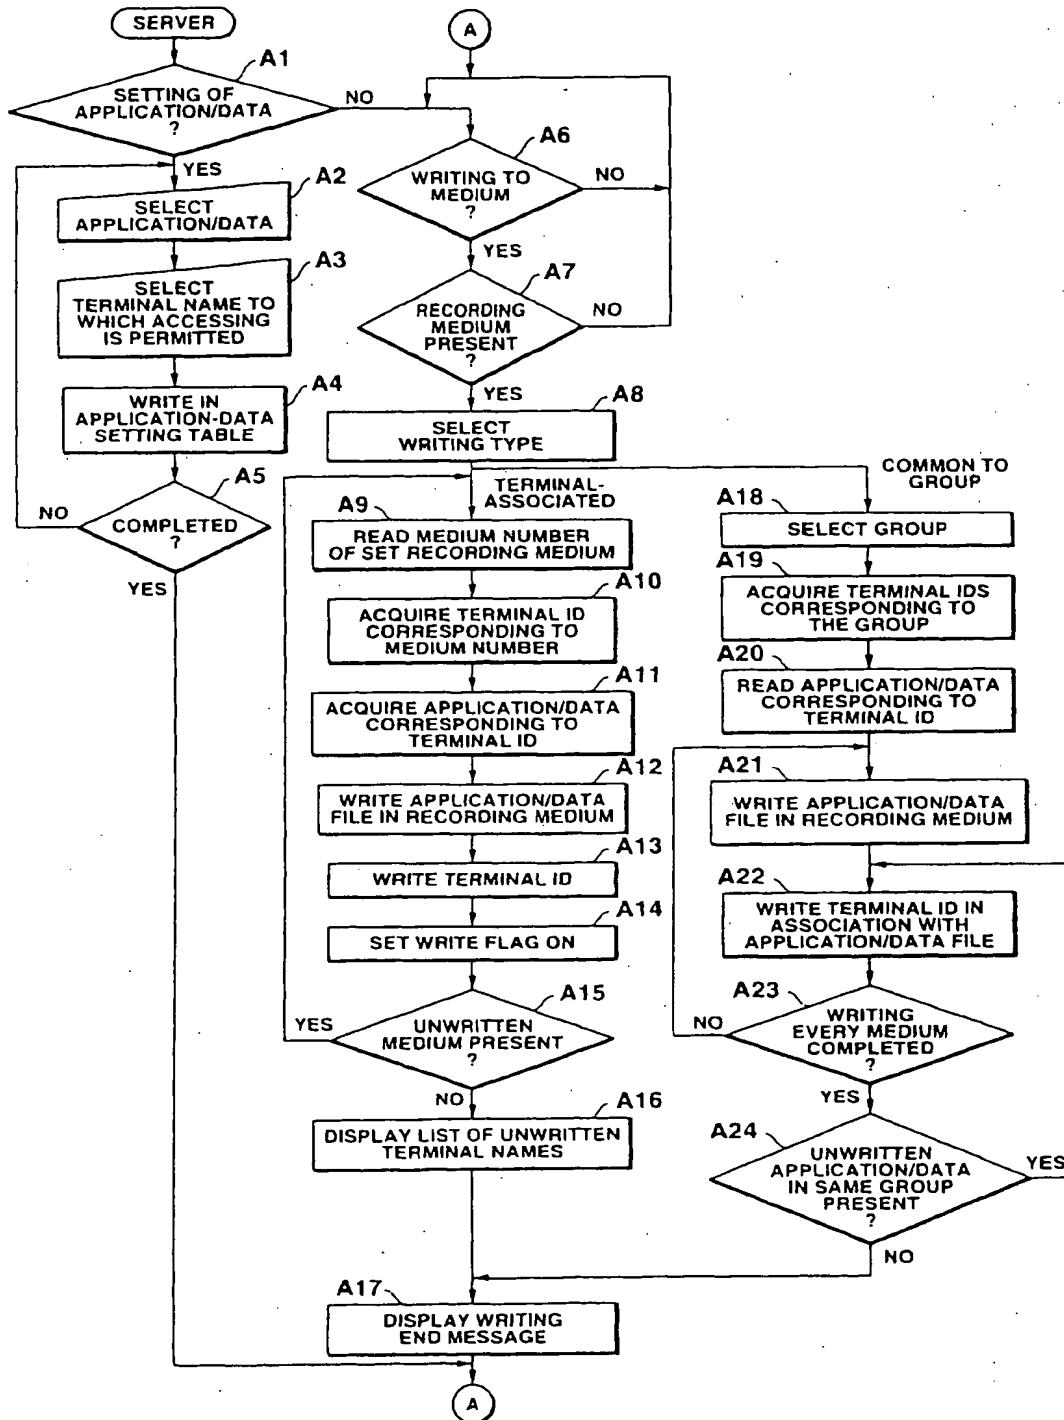 SERVER
A1
SETTING OF
APPLICATION/DATA
?
NO
YES
A2
SELECT
APPLICATION/DATA
A3
SELECT
TERMINAL NAME TO
WHICH ACCESSING
IS PERMITTED
A4
WRITE IN
APPLICATION-DATA
SETTING TABLE
A5
COMPLETED
?
NO
YES
A
A6
WRITING TO
MEDIUM
?
NO
YES
A7
RECORDING
MEDIUM
PRESENT
?
NO
YES
A8
SELECT
WRITING TYPE
TERMINAL-
ASSOCIATED
A9
READ MEDIUM NUMBER
OF SET RECORDING MEDIUM
A10
ACQUIRE TERMINAL ID
CORRESPONDING TO
MEDIUM NUMBER
A11
ACQUIRE APPLICATION/DATA
CORRESPONDING TO
TERMINAL ID
A12
WRITE APPLICATION/DATA
FILE IN RECORDING MEDIUM
A13
WRITE TERMINAL ID
A14
SET WRITE FLAG ON
A15
UNWRITTEN
MEDIUM PRESENT
?
YES
NO
A16
DISPLAY LIST OF UNWRITTEN
TERMINAL NAMES
COMMON TO
GROUP
A18
SELECT GROUP
A19
ACQUIRE TERMINAL IDS
CORRESPONDING TO
THE GROUP
A20
READ APPLICATION/DATA
CORRESPONDING TO
TERMINAL ID
A21
WRITE APPLICATION/DATA
FILE IN RECORDING MEDIUM
A22
WRITE TERMINAL ID IN
ASSOCIATION WITH
APPLICATION/DATA FILE
A23
WRITING
EVERY MEDIUM
COMPLETED
?
NO
YES
A24
UNWRITTEN
APPLICATION/DATA
IN SAME GROUP
PRESENT
?
YES
NO
A17
DISPLAY WRITING
END MESSAGE
A